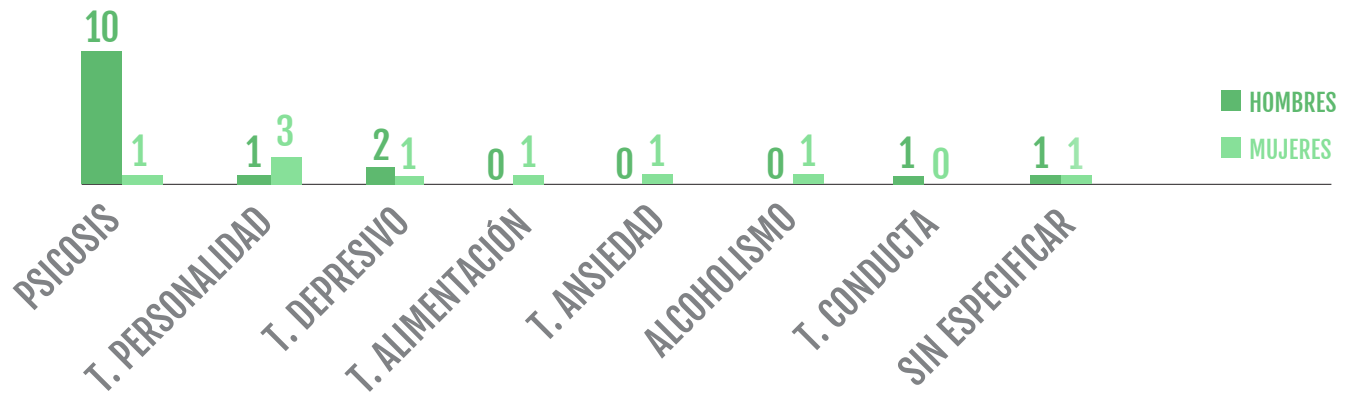 10
1
1
3
2
1
0
1
0
1
0
1
1
0
1
1
HOMBRES
MUJERES
PSICOSIS
T. PERSONALIDAD
T. DEPRESIVO
T. ALIMENTACIÓN
T. ANSIEDAD
ALCOHOLISMO
T. CONDUCTA
SIN ESPECIFICAR